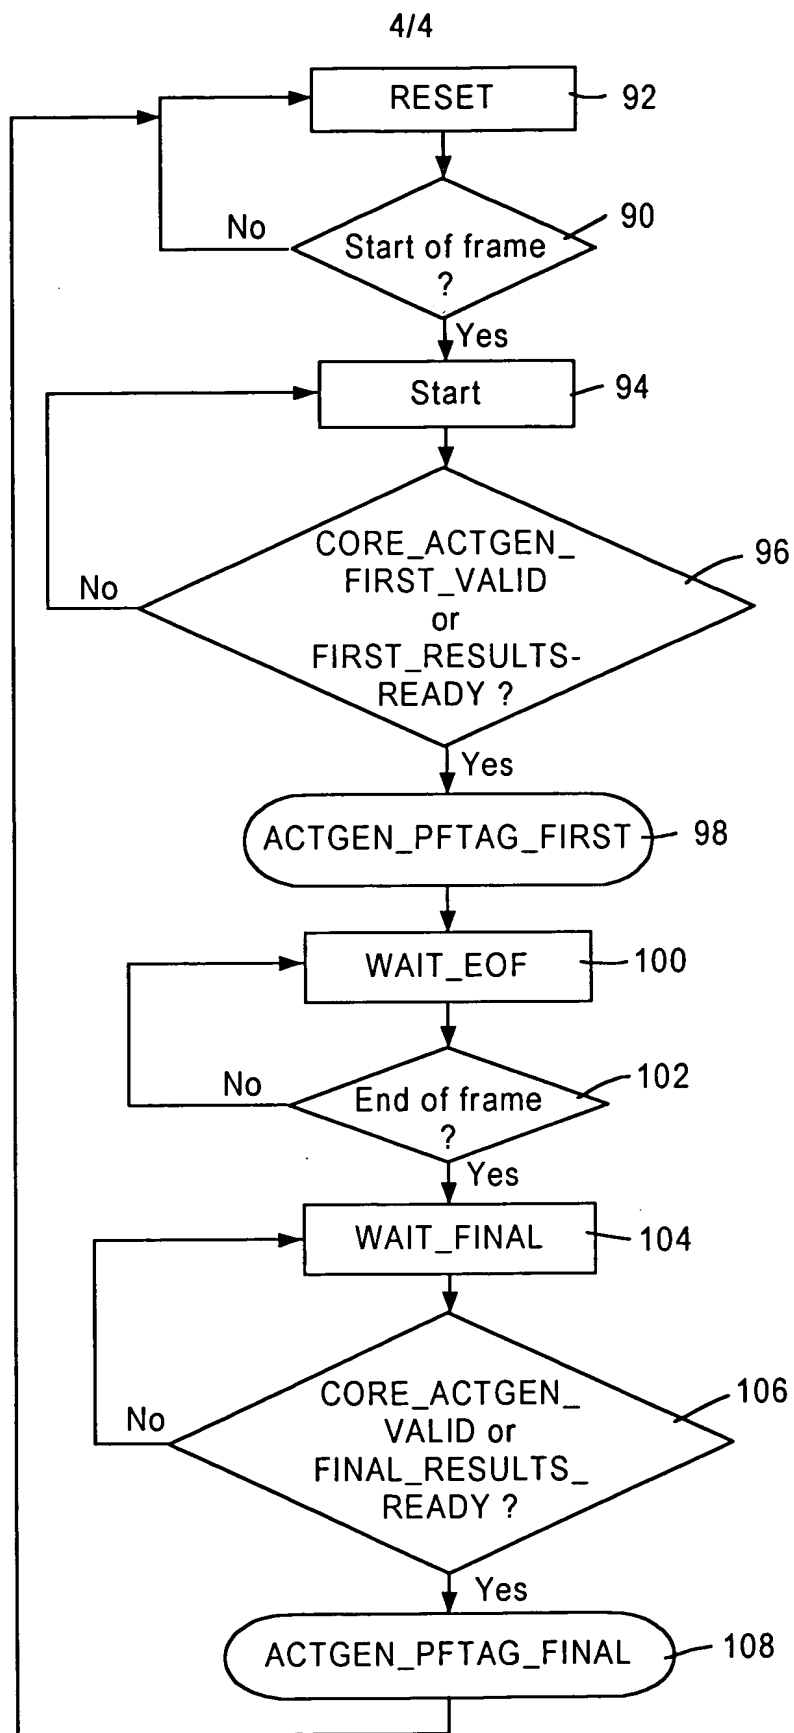 4/4
RESET
92
90
No
Start of frame
?
Yes
Start
94
CORE_ACTGEN_
FIRST_VALID
or
FIRST_RESULTS-
READY ?
96
No
Yes
ACTGEN_PFTAG_FIRST
98
WAIT_EOF
100
No
End of frame
?
102
Yes
WAIT_FINAL
104
CORE_ACTGEN_
VALID or
FINAL_RESULTS_
READY ?
106
No
Yes
ACTGEN_PFTAG_FINAL
108